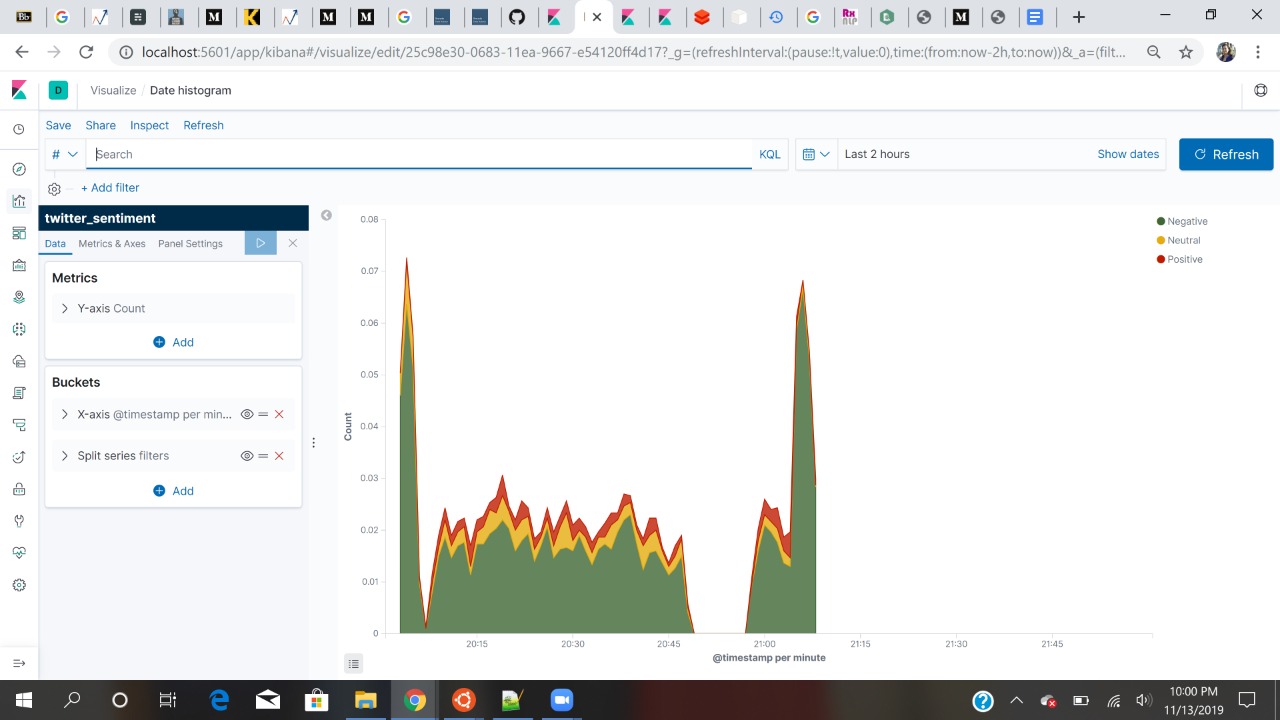 localhost:5601/app/kibana#/visualize/edit/25c98e30-0683-11ea-9667-e54120ff4d17?_g=(refreshInterval:(pause:!t,value:0),time:(from:now-2h,to:now))&_a=(filt...
D Visualize / Date histogram
Save Share Inspect Refresh
# Search KQL Last 2 hours Show dates Refresh
+ Add filter
twitter_sentiment
Data Metrics & Axes Panel Settings
Metrics
Y-axis Count
Add
Buckets
X-axis @timestamp per min...
Split series filters
Add
0.08
0.07
0.06
0.05
0.04
0.03
0.02
0.01
0
Count
20:15 20:30 20:45 21:00 21:15 21:30 21:45
@timestamp per minute
Negative
Neutral
Positive
10:00 PM
11/13/2019